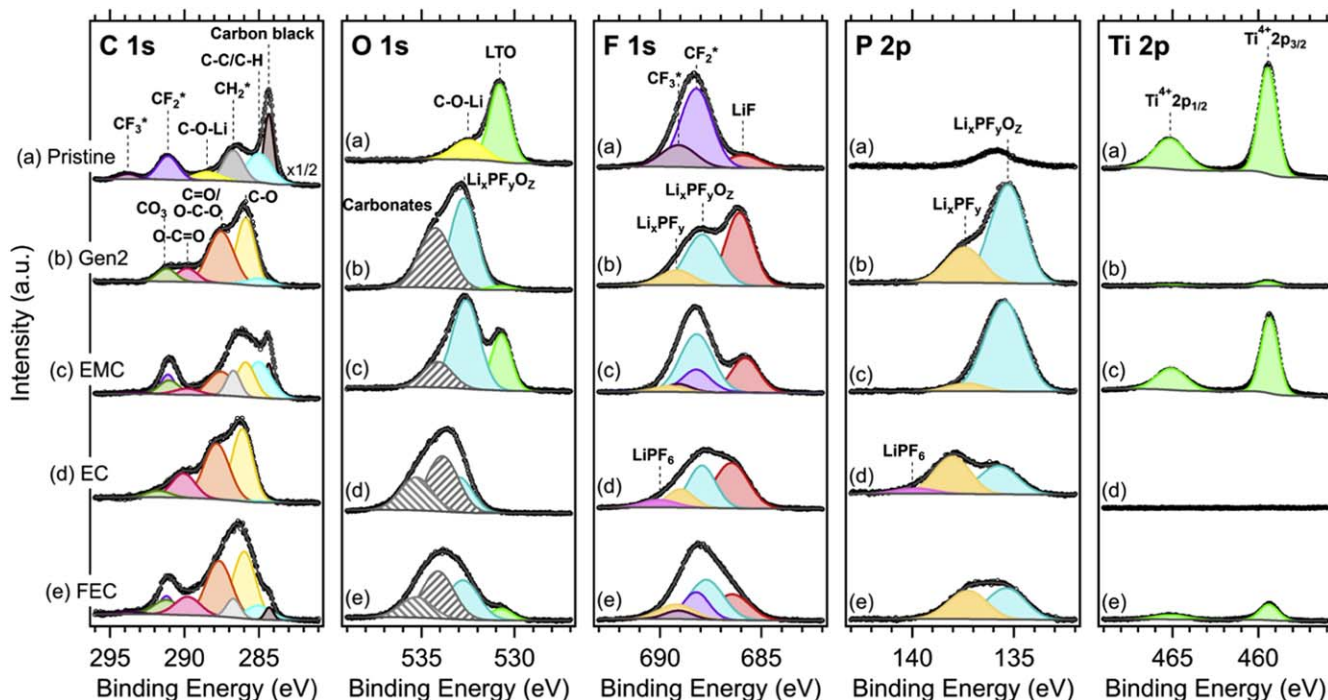 C 1s
Carbon black
C-C/C-H
CH2*
CF2*
CF3*
C-O-Li
x1/2
(a) Pristine
C=O/
O-C-O
C-O
CO3
O-C=O
(b) Gen2
(c) EMC
(d) EC
(e) FEC
295 290 285
Binding Energy (eV)
Intensity (a.u.)
O 1s
LTO
C-O-Li
(a)
LixPFyOZ
Carbonates
(b)
(c)
(d)
(e)
535 530
Binding Energy (eV)
F 1s
CF2*
CF3*
LiF
(a)
LixPFyOZ
LixPFy
(b)
(c)
LiPF6
(d)
(e)
690 685
Binding Energy (eV)
P 2p
LixPFyOZ
(a)
LixPFy
(b)
(c)
LiPF6
(d)
(e)
140 135
Binding Energy (eV)
Ti 2p
Ti4+2p3/2
Ti4+2p1/2
(a)
(b)
(c)
(d)
(e)
465 460
Binding Energy (eV)